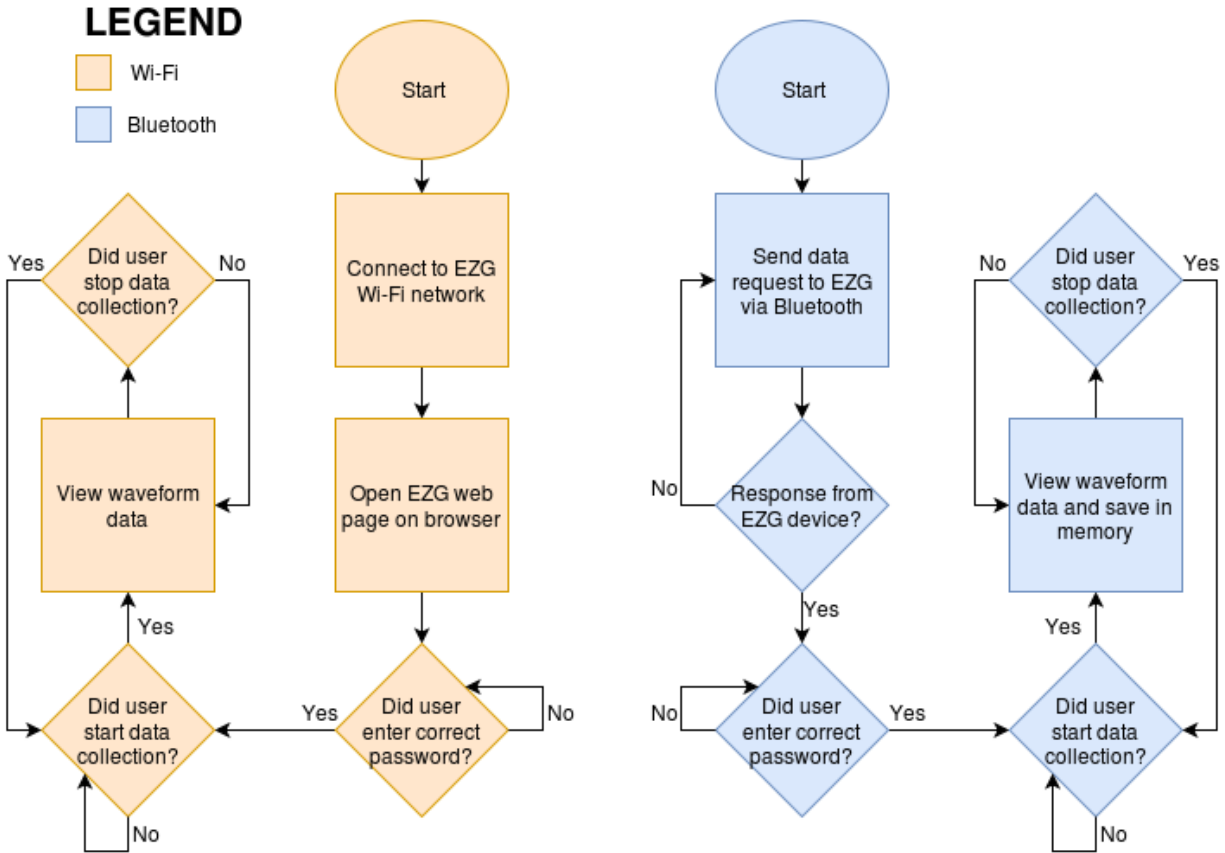 LEGEND
Wi-Fi
Bluetooth
Start
Connect to EZG
Wi-Fi network
Open EZG web
page on browser
Did user
enter correct
password?
No
Yes
Did user
start data
collection?
No
Yes
View waveform
data
Did user
stop data
collection?
Yes
No
Start
Send data
request to EZG
via Bluetooth
Response from
EZG device?
No
Yes
Did user
enter correct
password?
No
Yes
Did user
start data
collection?
No
Yes
View waveform
data and save in
memory
Did user
stop data
collection?
No
Yes